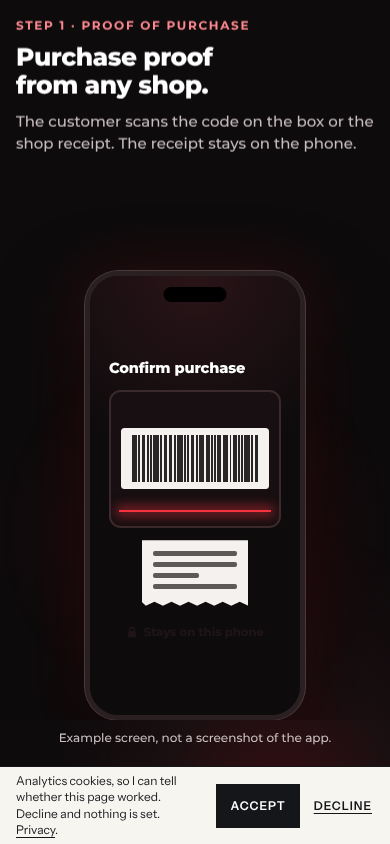 STEP 1 · PROOF OF PURCHASE
Purchase proof
from any shop.
The customer scans the code on the box or the
shop receipt. The receipt stays on the phone.
Confirm purchase
Stays on this phone
Example screen, not a screenshot of the app.
Analytics cookies, so I can tell
whether this page worked.
Decline and nothing is set.
Privacy.
ACCEPT
DECLINE